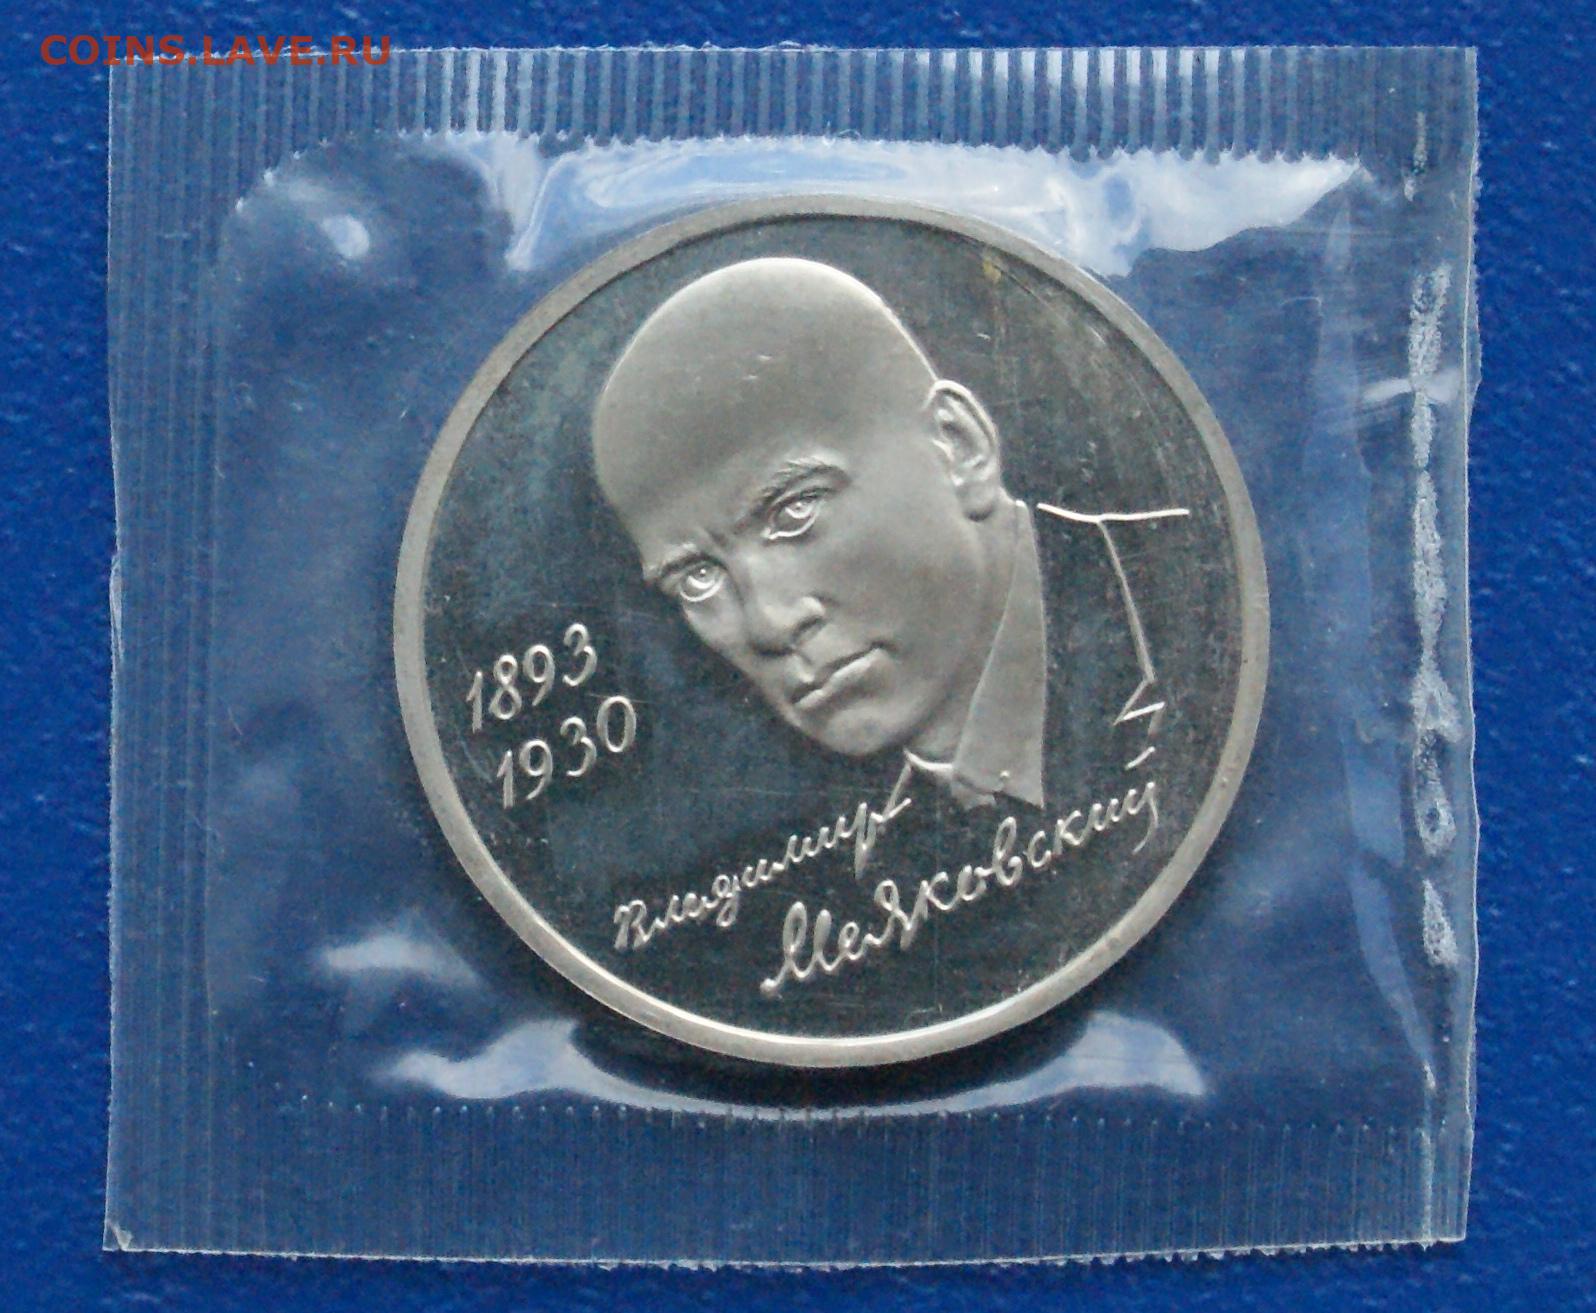 COINS.LAVE.RU
1893
1930
Владимир
Маяковский